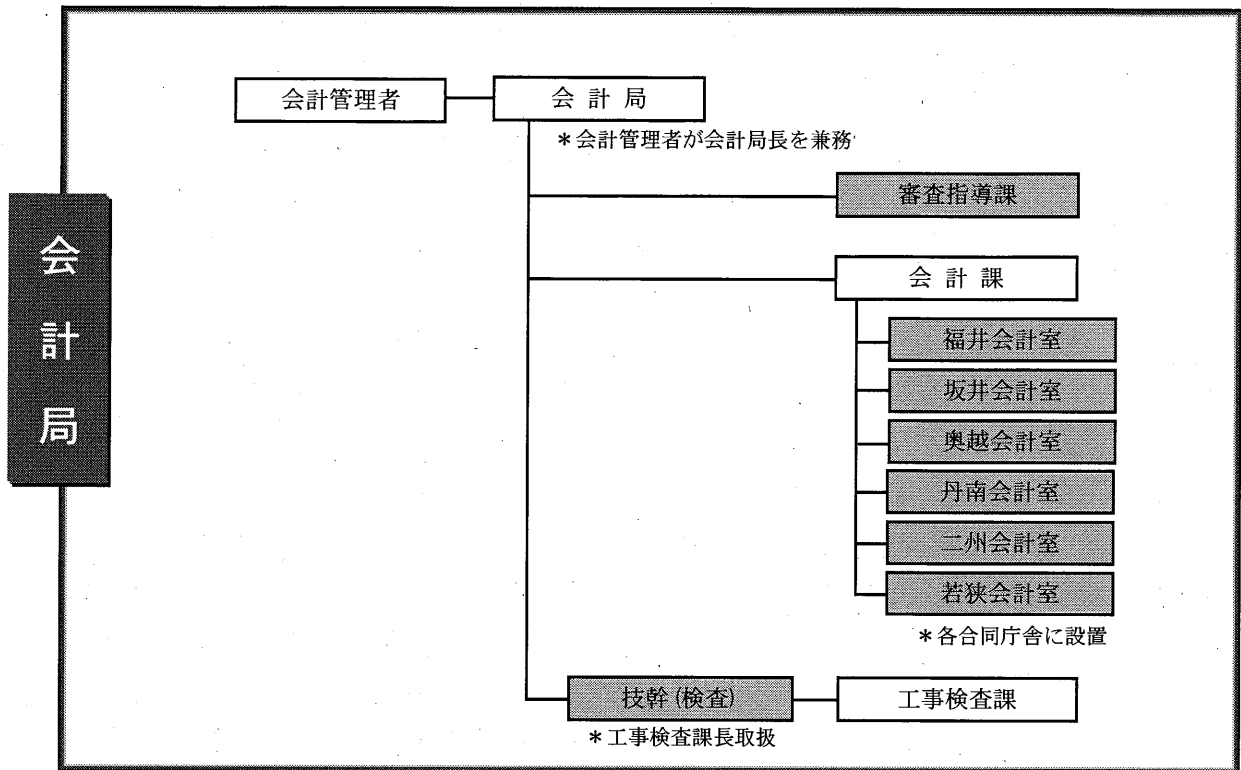 会計局
会計管理者
会計局
＊会計管理者が会計局長を兼務
審査指導課
会計課
福井会計室
坂井会計室
奥越会計室
丹南会計室
二州会計室
若狭会計室
＊各合同庁舎に設置
技幹(検査)
工事検査課
＊工事検査課長取扱